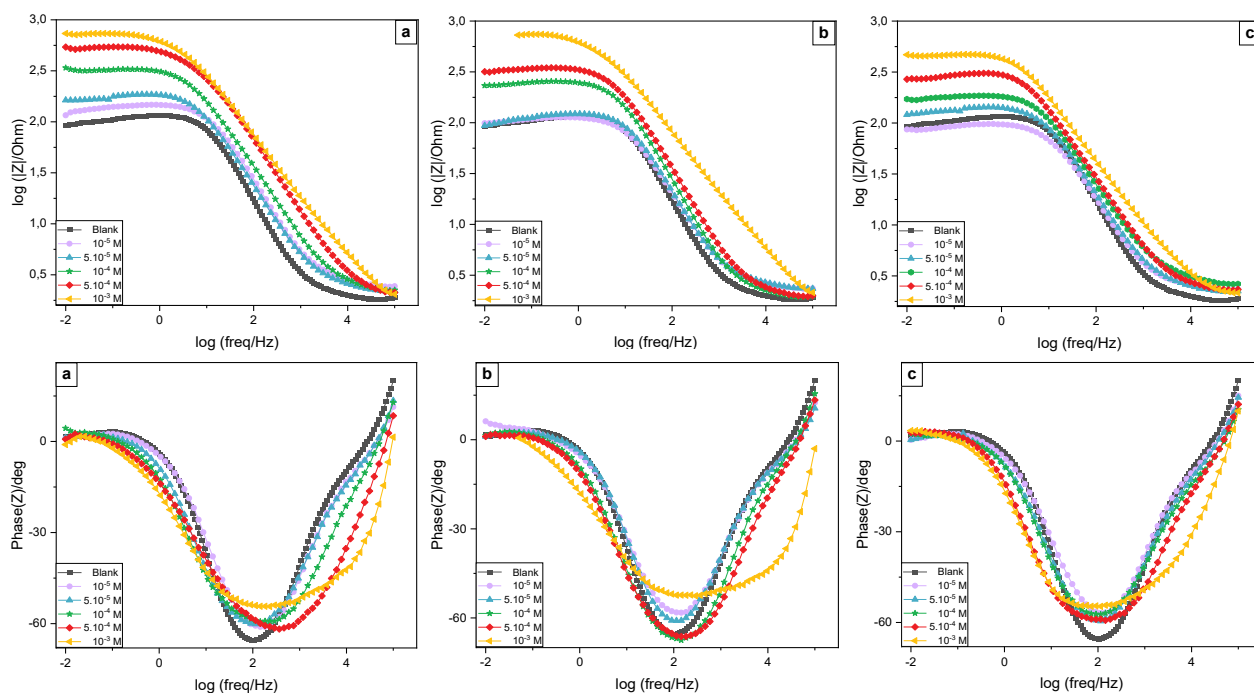 a
3,0
2,5
2,0
1,5
1,0
0,5
log (|Z|/Ohm)
Blank
10-5 M
5.10-5 M
10-4 M
5.10-4 M
10-3 M
-2 0 2 4
log (freq/Hz)
b
3,0
2,5
2,0
1,5
1,0
0,5
log (|Z|/Ohm)
Blank
10-5 M
5.10-5 M
10-4 M
5.10-4 M
10-3 M
-2 0 2 4
log (freq/Hz)
c
3,0
2,5
2,0
1,5
1,0
0,5
log (|Z|/Ohm)
Blank
10-5 M
5.10-5 M
10-4 M
5.10-4 M
10-3 M
-2 0 2 4
log (freq/Hz)
a
0
-30
-60
Phase(Z)/deg
Blank
10-5 M
5.10-5 M
10-4 M
5.10-4 M
10-3 M
-2 0 2 4
log (freq/Hz)
b
0
-30
-60
Phase(Z)/deg
Blank
10-5 M
5.10-5 M
10-4 M
5.10-4 M
10-3 M
-2 0 2 4
log (freq/Hz)
c
0
-30
-60
Phase(Z)/deg
Blank
10-5 M
5.10-5 M
10-4 M
5.10-4 M
10-3 M
-2 0 2 4
log (freq/Hz)